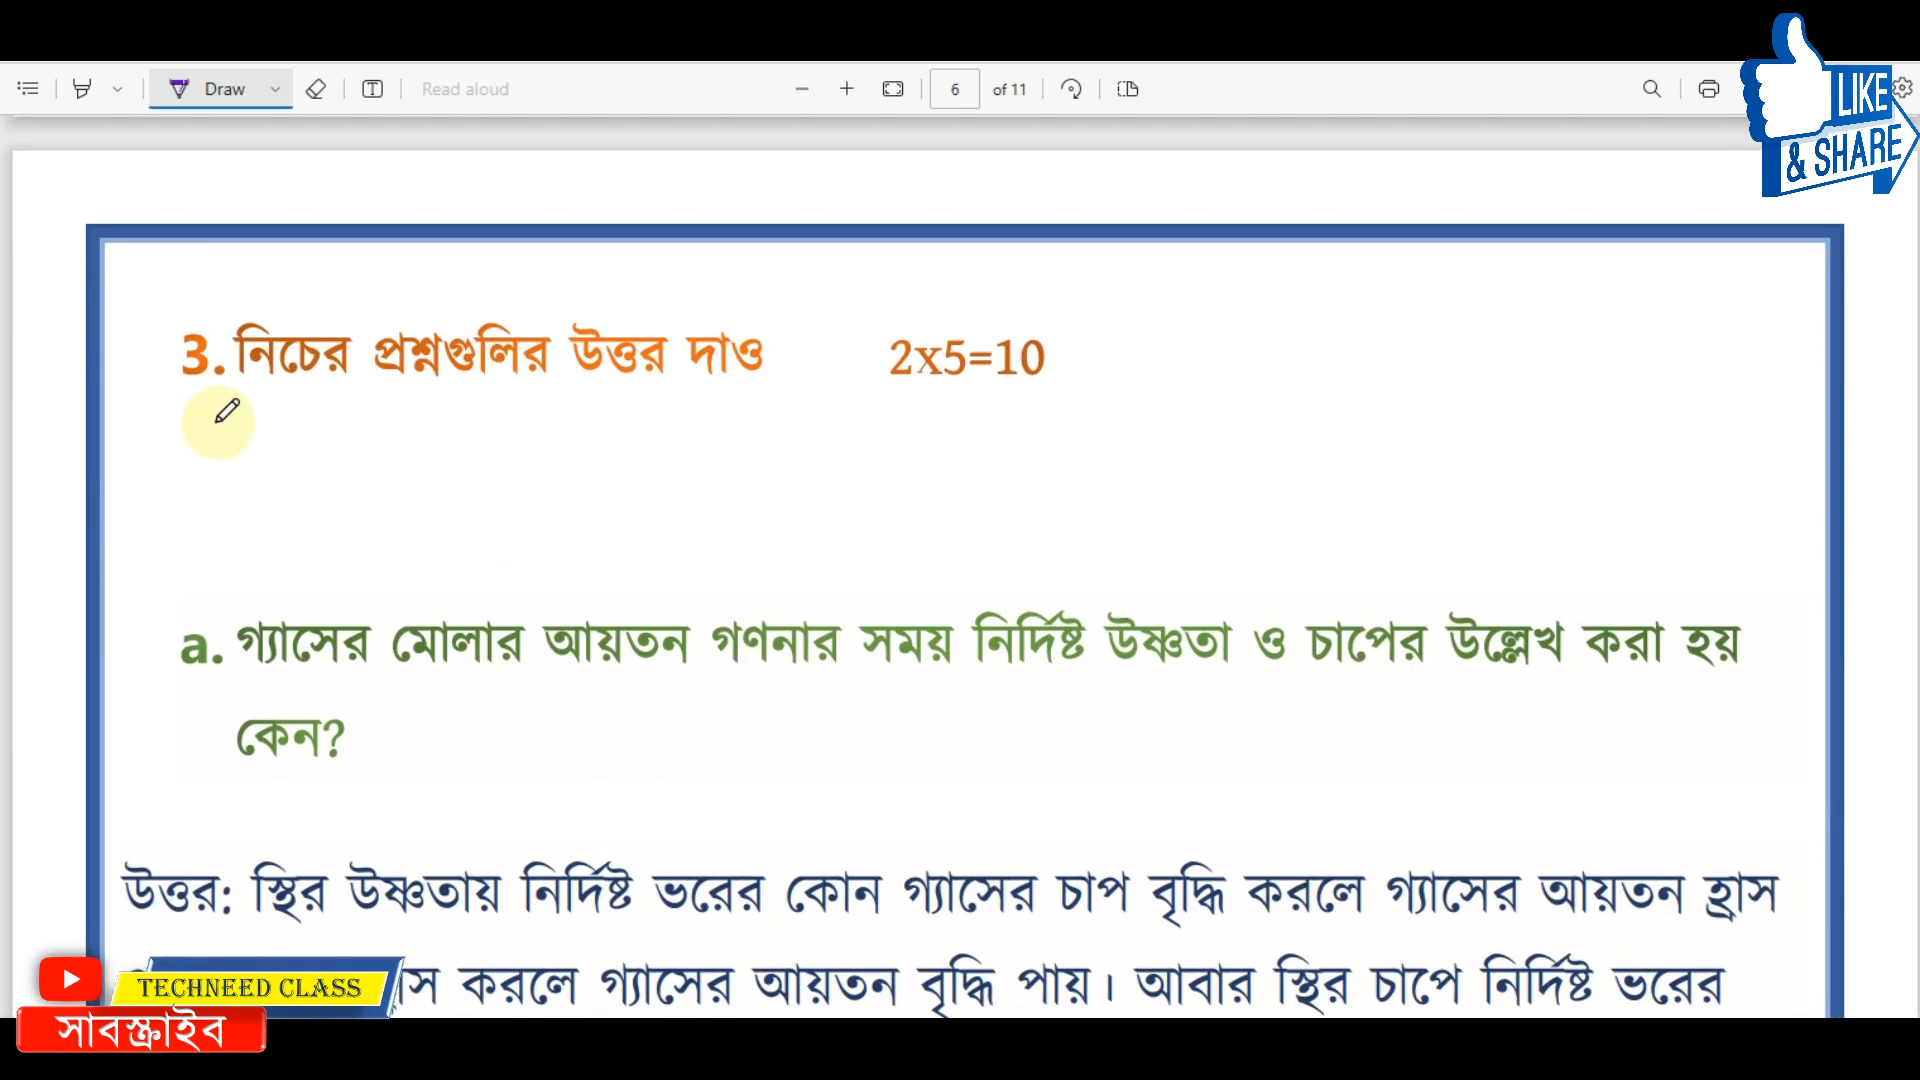 Draw
Read aloud
6 of 11
LIKE
& SHARE
3. নিচের প্রশ্নগুলির উত্তর দাও 2x5=10
a. গ্যাসের মোলার আয়তন গণনার সময় নির্দিষ্ট উষ্ণতা ও চাপের উল্লেখ করা হয়
কেন?
উত্তর: স্থির উষ্ণতায় নির্দিষ্ট ভরের কোন গ্যাসের চাপ বৃদ্ধি করলে গ্যাসের আয়তন হ্রাস
করলে গ্যাসের আয়তন বৃদ্ধি পায়। আবার স্থির চাপে নির্দিষ্ট ভরের
TECHNEED CLASS
সাবস্ক্রাইব